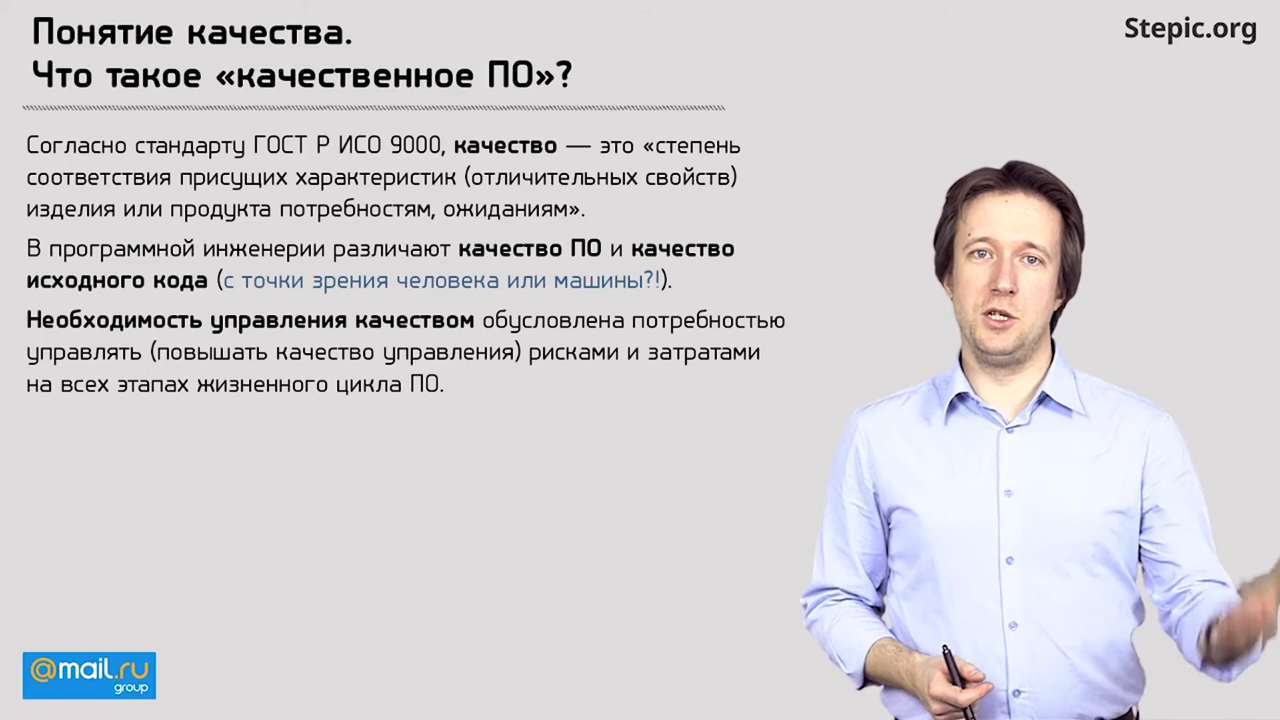 Понятие качества.
Что такое «качественное ПО»?
Stepic.org
Согласно стандарту ГОСТ Р ИСО 9000, качество — это «степень
соответствия присущих характеристик (отличительных свойств)
изделия или продукта потребностям, ожиданиям».
В программной инженерии различают качество ПО и качество
исходного кода (с точки зрения человека или машины?!).
Необходимость управления качеством обусловлена потребностью
управлять (повышать качество управления) рисками и затратами
на всех этапах жизненного цикла ПО.
@mail.ru
group